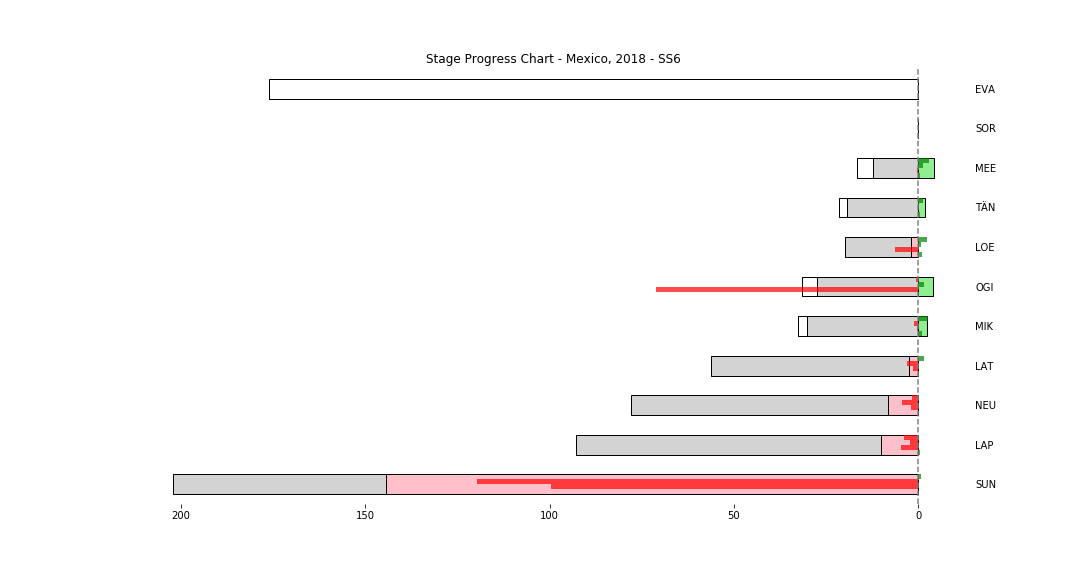 Stage Progress Chart - Mexico, 2018 - SS6
EVA
SOR
MEE
TÄN
LOE
OGI
MIK
LAT
NEU
LAP
SUN
200 150 100 50 0